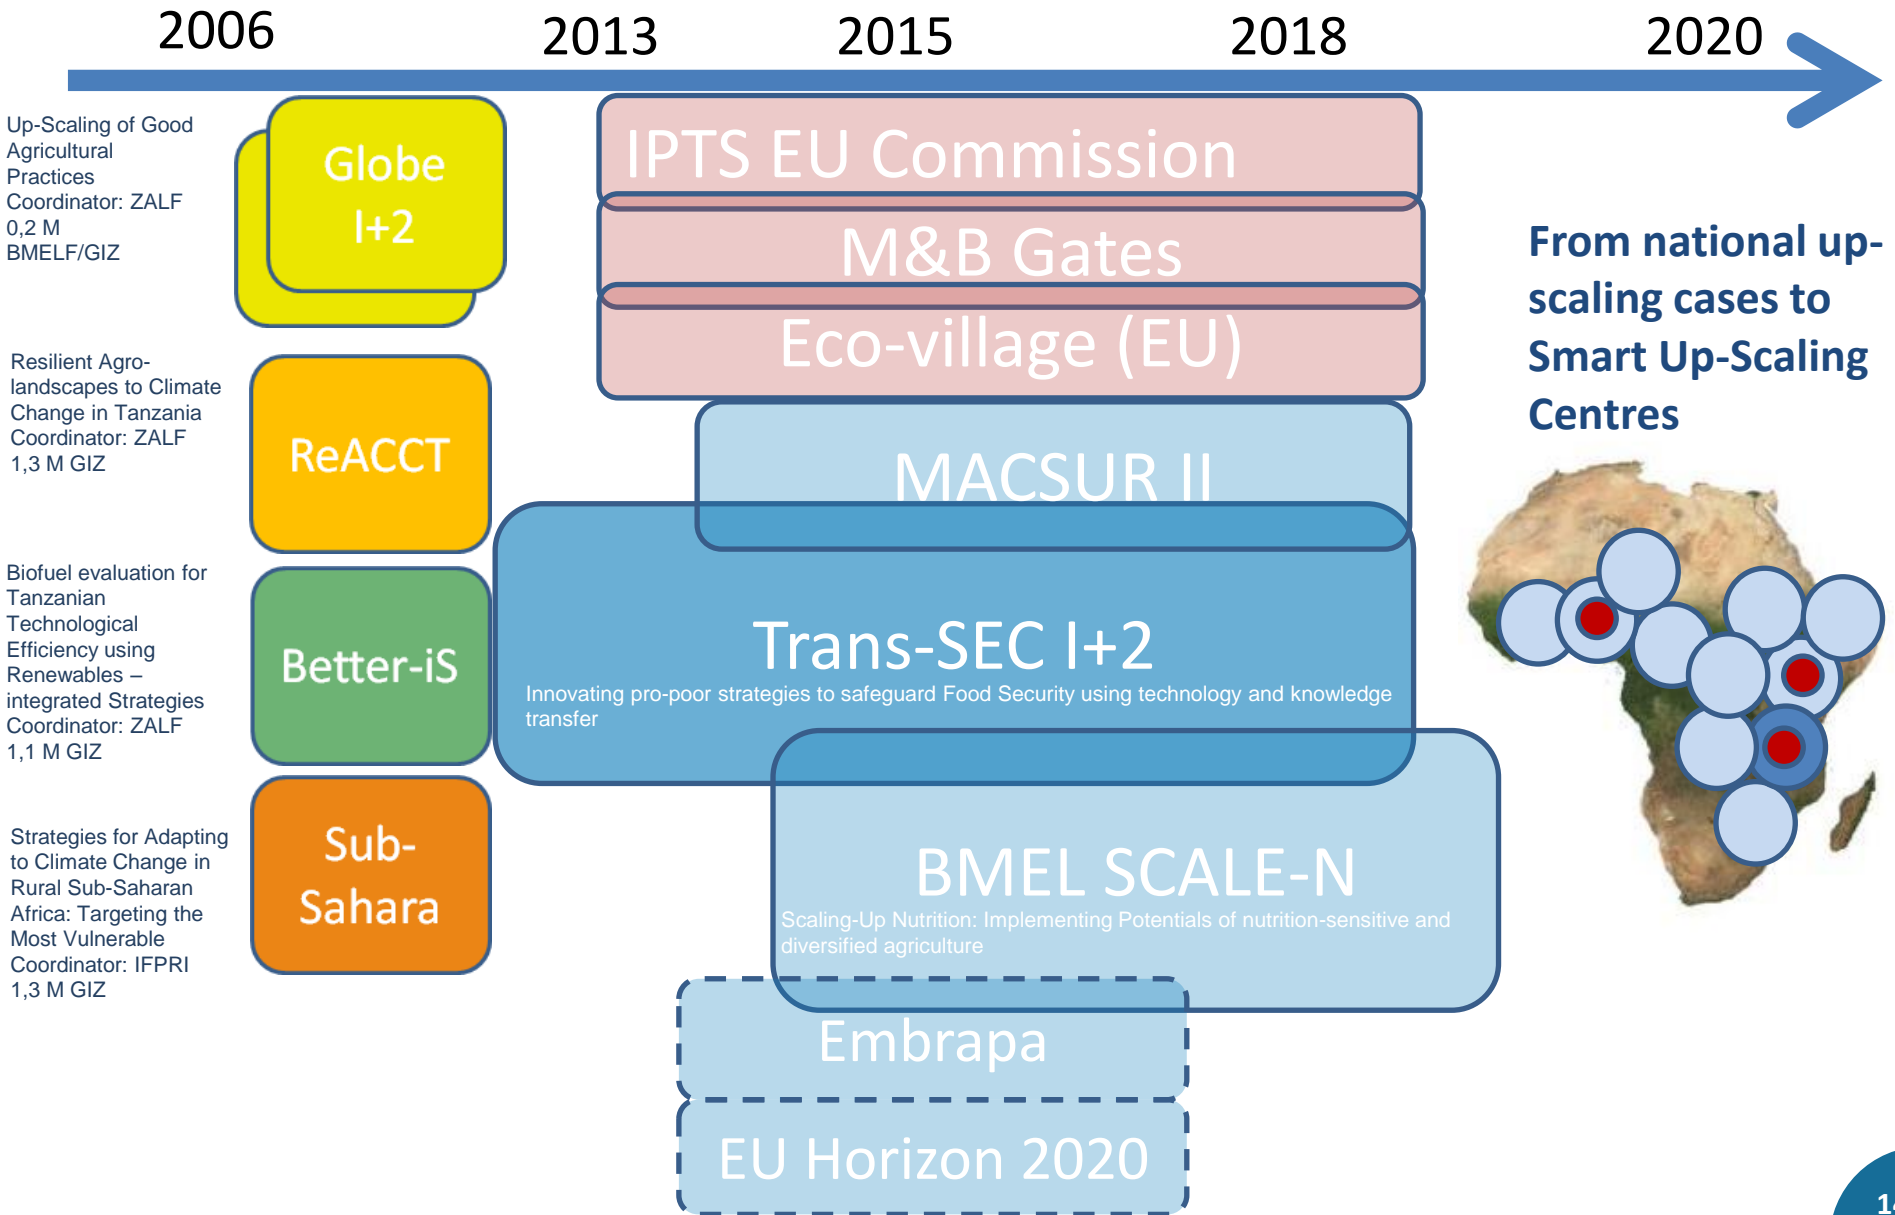 2006
2013
2015
2018
2020
Up-Scaling of Good
Agricultural
Practices
Coordinator: ZALF
0,2 M
BMELF/GIZ
Globe
I+2
Resilient Agro-
landscapes to Climate
Change in Tanzania
Coordinator: ZALF
1,3 M GIZ
ReACCT
Biofuel evaluation for
Tanzanian
Technological
Efficiency using
Renewables –
integrated Strategies
Coordinator: ZALF
1,1 M GIZ
Better-iS
Strategies for Adapting
to Climate Change in
Rural Sub-Saharan
Africa: Targeting the
Most Vulnerable
Coordinator: IFPRI
1,3 M GIZ
Sub-
Sahara
IPTS EU Commission
M&B Gates
Eco-village (EU)
MACSUR II
Trans-SEC I+2
Innovating pro-poor strategies to safeguard Food Security using technology and knowledge
transfer
BMEL SCALE-N
Scaling-Up Nutrition: Implementing Potentials of nutrition-sensitive and
diversified agriculture
Embrapa
EU Horizon 2020
From national up-
scaling cases to
Smart Up-Scaling
Centres